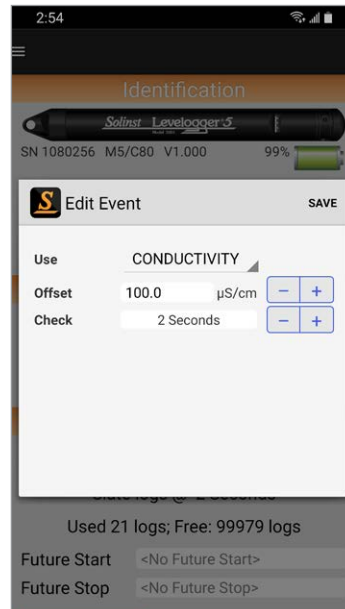 2:54
Identification
Solinst Levelogger 5
SN 1080256 M5/C80 V1.000 99%
S Edit Event SAVE
Use CONDUCTIVITY
Offset 100.0 µS/cm − +
Check 2 Seconds − +
Used 21 logs; Free: 99979 logs
Future Start <No Future Start>
Future Stop <No Future Stop>